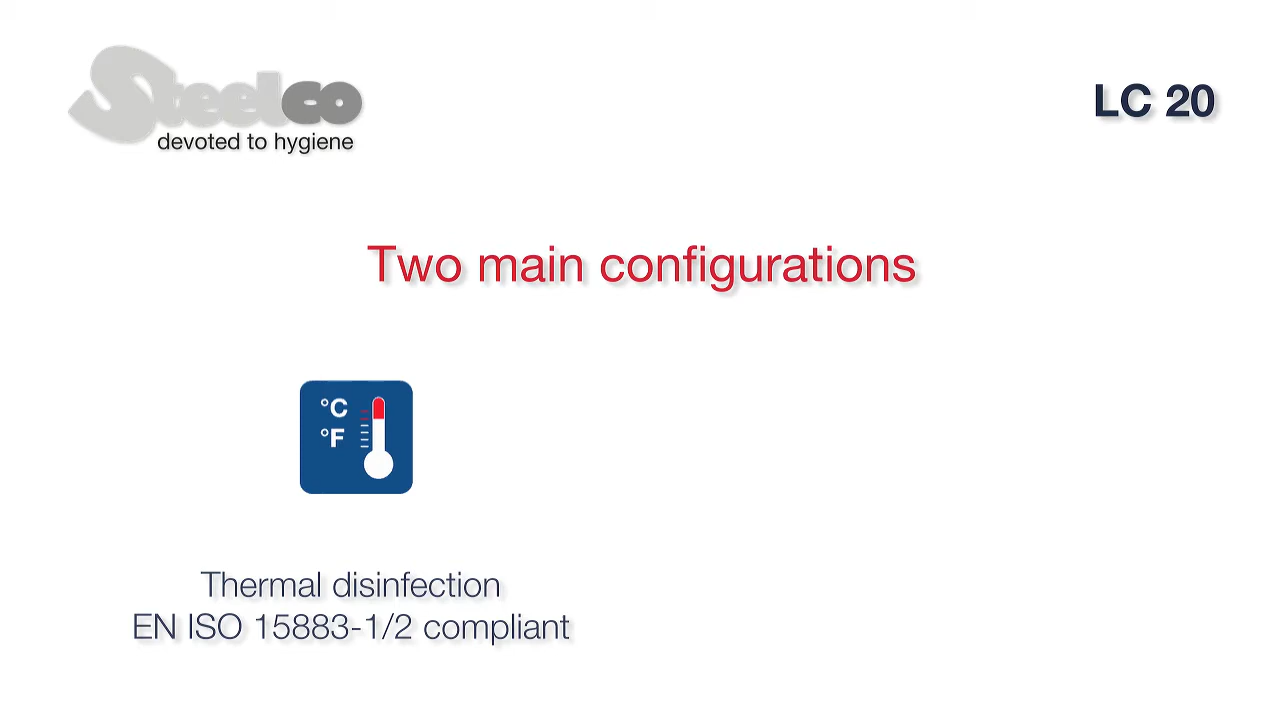 Steelco
devoted to hygiene
LC 20
Two main configurations
°C
°F
Thermal disinfection
EN ISO 15883-1/2 compliant